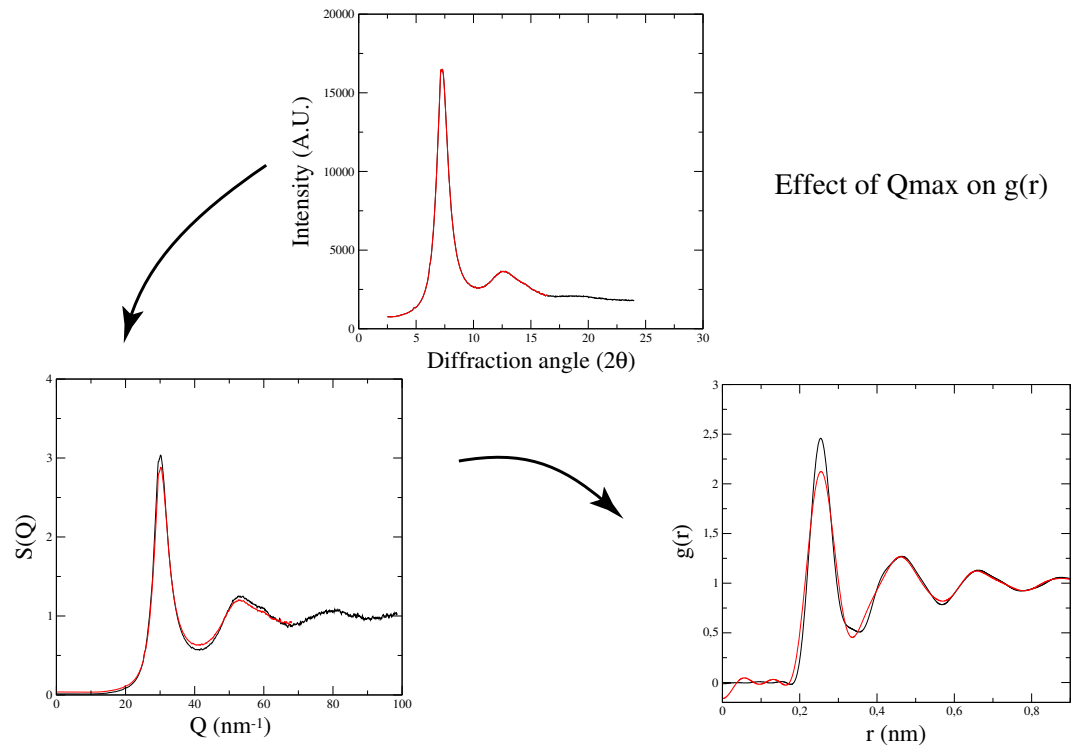 20000
15000
10000
5000
0
0 5 10 15 20 25 30
Intensity (A.U.)
Diffraction angle (2θ)
Effect of Qmax on g(r)
4
3
2
1
0
0 20 40 60 80 100
S(Q)
Q (nm-1)
3
2,5
2
1,5
1
0,5
0
0 0,2 0,4 0,6 0,8
g(r)
r (nm)